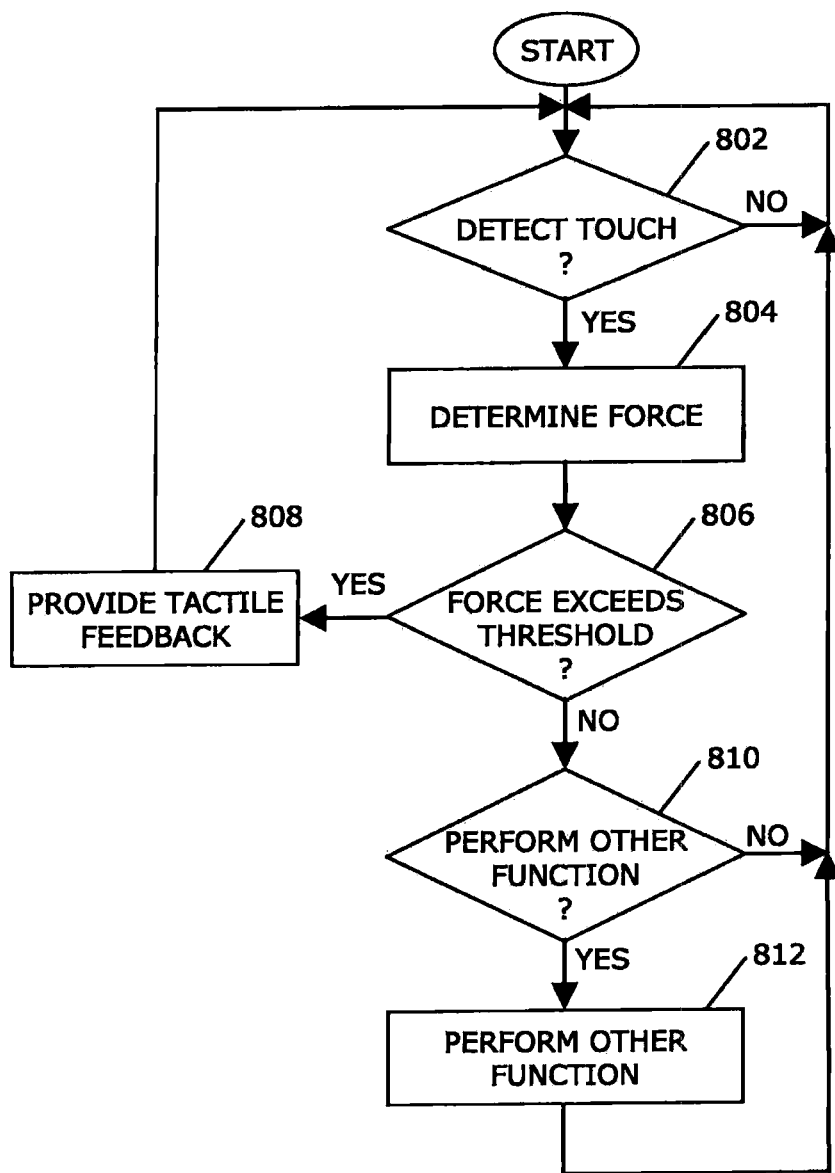 START
802
DETECT TOUCH
?
NO
YES
804
DETERMINE FORCE
808
806
YES
PROVIDE TACTILE
FEEDBACK
FORCE EXCEEDS
THRESHOLD
?
NO
810
PERFORM OTHER
FUNCTION
?
NO
YES
812
PERFORM OTHER
FUNCTION